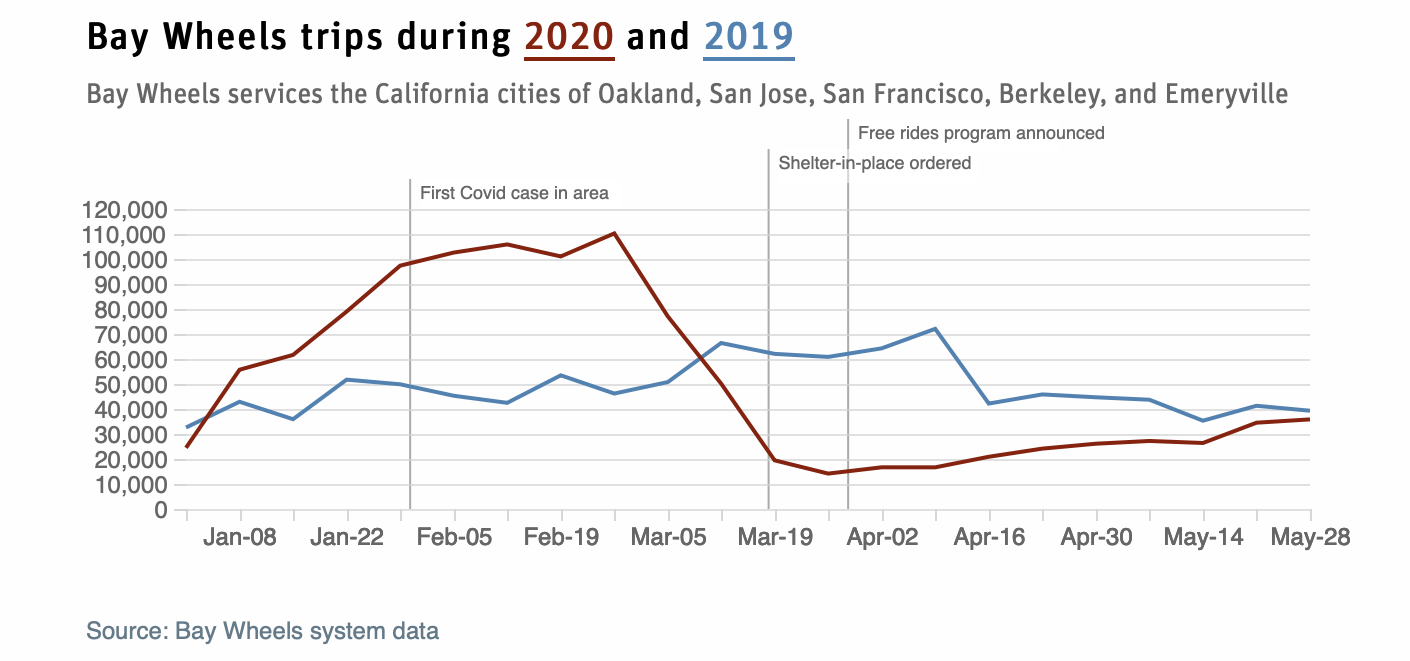 Bay Wheels trips during 2020 and 2019
Bay Wheels services the California cities of Oakland, San Jose, San Francisco, Berkeley, and Emeryville
Free rides program announced
Shelter-in-place ordered
First Covid case in area
120,000
110,000
100,000
90,000
80,000
70,000
60,000
50,000
40,000
30,000
20,000
10,000
0
Jan-08 Jan-22 Feb-05 Feb-19 Mar-05 Mar-19 Apr-02 Apr-16 Apr-30 May-14 May-28
Source: Bay Wheels system data